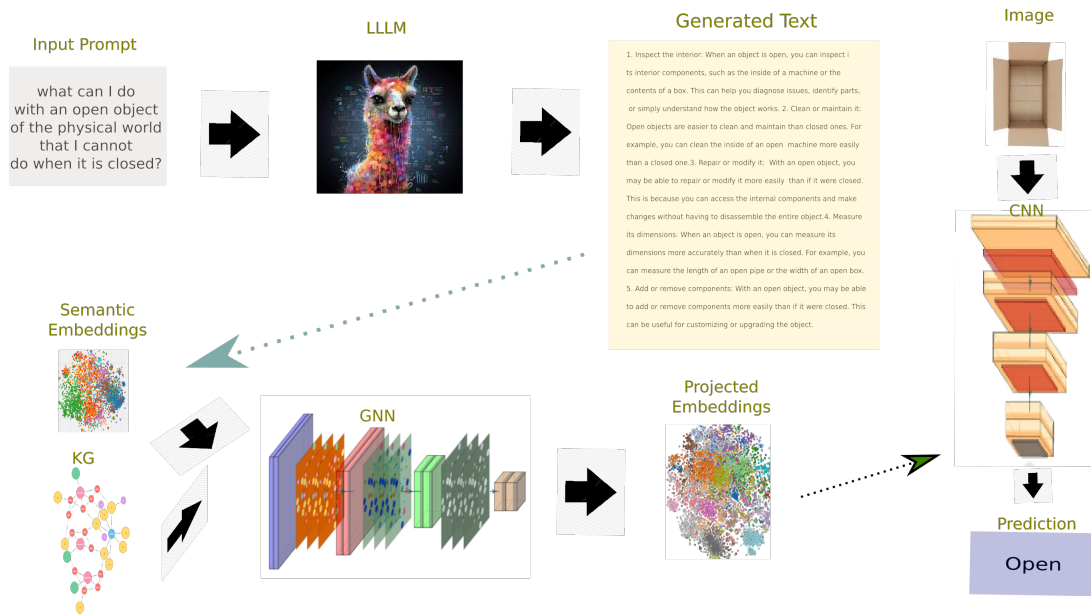 Input Prompt
what can I do
with an open object
of the physical world
that I cannot
do when it is closed?
LLLM
Generated Text
1. Inspect the interior: When an object is open, you can inspect i
ts interior components, such as the inside of a machine or the
contents of a box. This can help you diagnose issues, identify parts,
or simply understand how the object works. 2. Clean or maintain it:
Open objects are easier to clean and maintain than closed ones. For
example, you can clean the inside of an open machine more easily
than a closed one.3. Repair or modify it: With an open object, you
may be able to repair or modify it more easily than if it were closed.
This is because you can access the internal components and make
changes without having to disassemble the entire object.4. Measure
its dimensions: When an object is open, you can measure its
dimensions more accurately than when it is closed. For example, you
can measure the length of an open pipe or the width of an open box.
5. Add or remove components: With an open object, you may be able
to add or remove components more easily than if it were closed. This
can be useful for customizing or upgrading the object.
Image
CNN
Semantic
Embeddings
KG
GNN
Projected
Embeddings
Prediction
Open